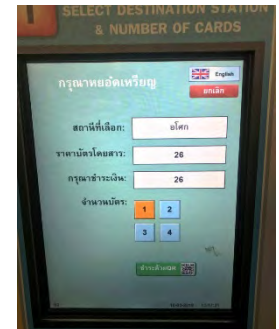 1
SELECT DESTINATION STATION
& NUMBER OF CARDS
English
กรุณาหยอดเหรียญ
ยกเลิก
สถานีที่เลือก: อโศก
ราคาบัตรโดยสาร: 26
กรุณาชำระเงิน: 26
จำนวนบัตร: 1 2
3 4